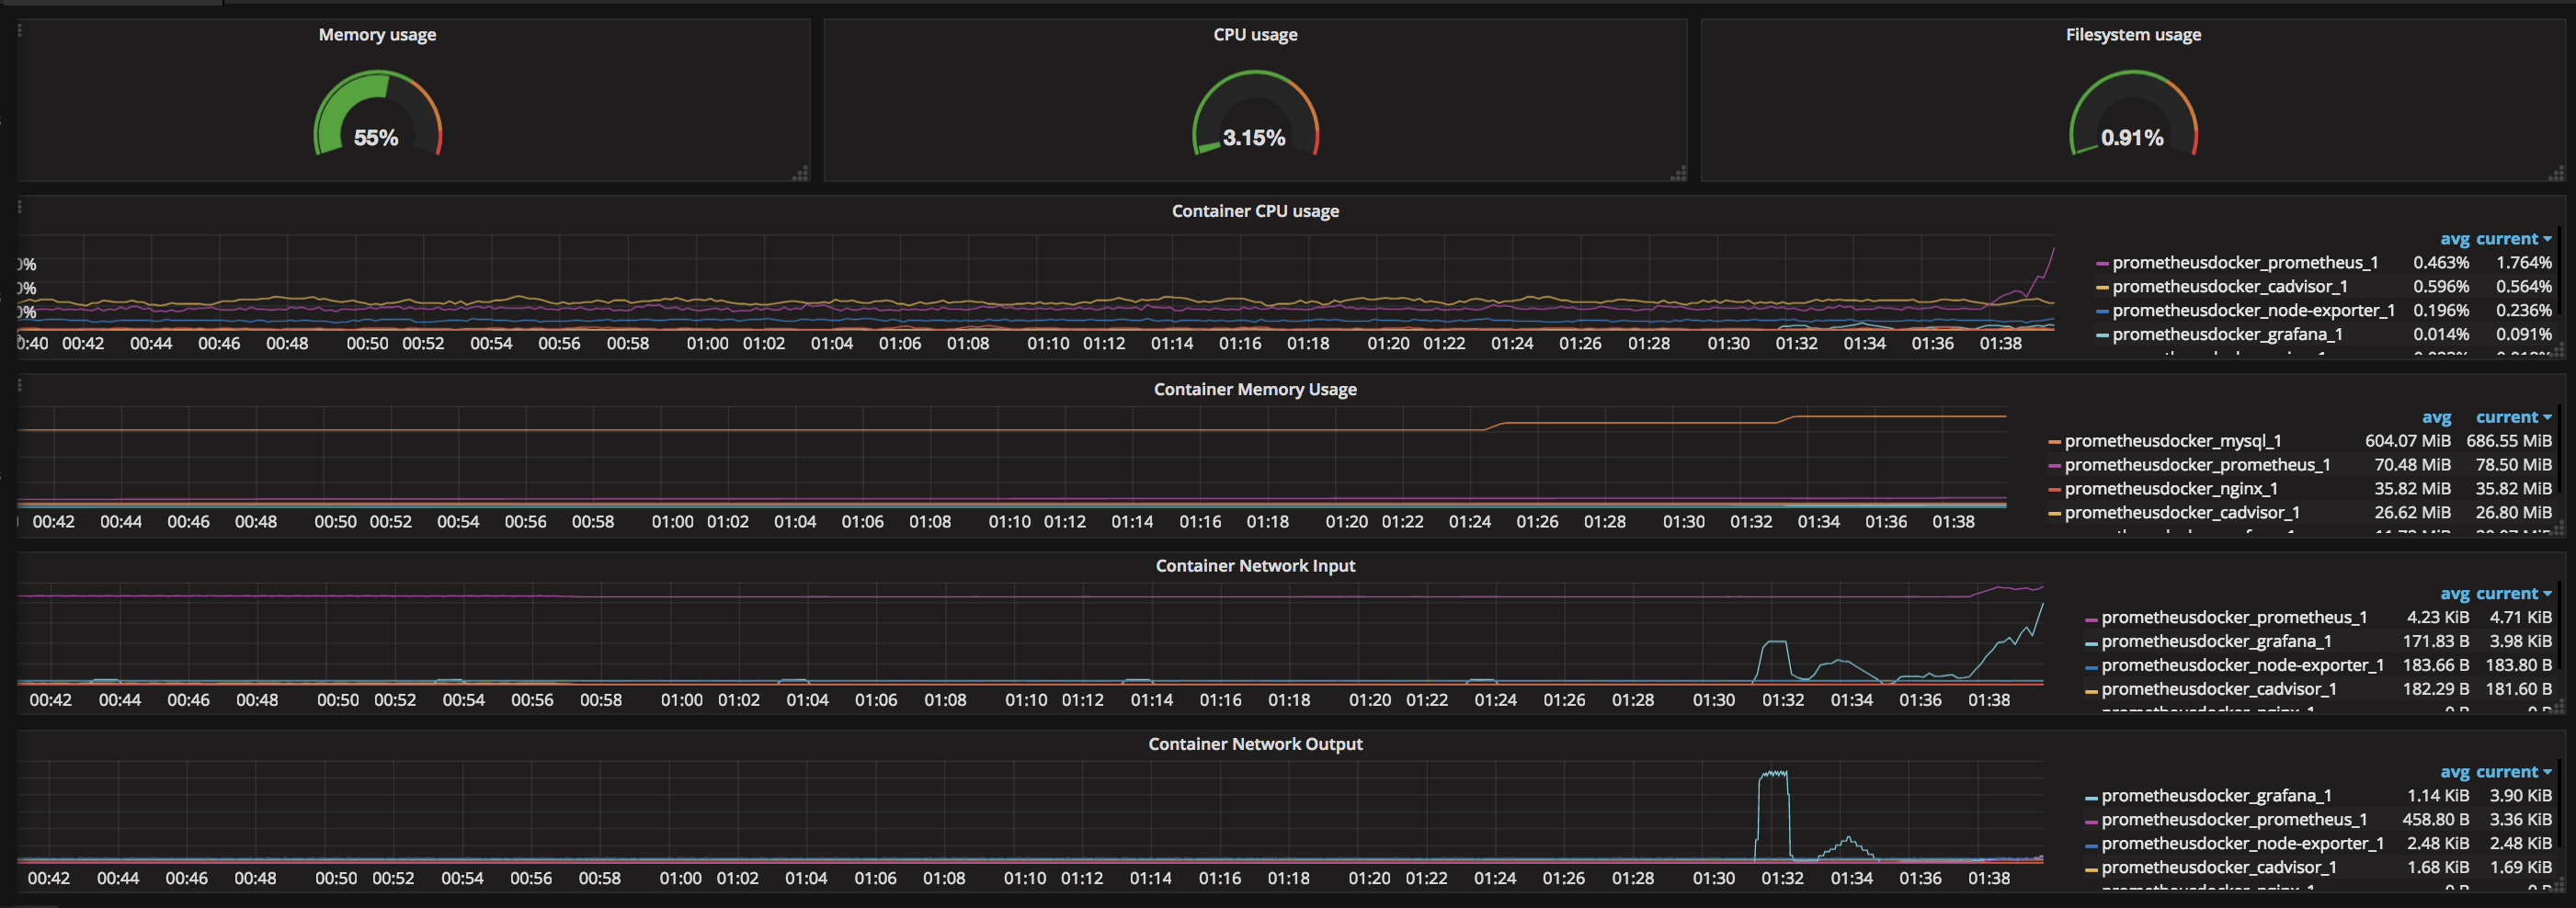 Memory usage
55%
CPU usage
3.15%
Filesystem usage
0.91%
Container CPU usage
0%
0%
0%
0:40 00:42 00:44 00:46 00:48 00:50 00:52 00:54 00:56 00:58 01:00 01:02 01:04 01:06 01:08 01:10 01:12 01:14 01:16 01:18 01:20 01:22 01:24 01:26 01:28 01:30 01:32 01:34 01:36 01:38
avg current
prometheusdocker_prometheus_1 0.463% 1.764%
prometheusdocker_cadvisor_1 0.596% 0.564%
prometheusdocker_node-exporter_1 0.196% 0.236%
prometheusdocker_grafana_1 0.014% 0.091%
Container Memory Usage
00:42 00:44 00:46 00:48 00:50 00:52 00:54 00:56 00:58 01:00 01:02 01:04 01:06 01:08 01:10 01:12 01:14 01:16 01:18 01:20 01:22 01:24 01:26 01:28 01:30 01:32 01:34 01:36 01:38
avg current
prometheusdocker_mysql_1 604.07 MiB 686.55 MiB
prometheusdocker_prometheus_1 70.48 MiB 78.50 MiB
prometheusdocker_nginx_1 35.82 MiB 35.82 MiB
prometheusdocker_cadvisor_1 26.62 MiB 26.80 MiB
Container Network Input
00:42 00:44 00:46 00:48 00:50 00:52 00:54 00:56 00:58 01:00 01:02 01:04 01:06 01:08 01:10 01:12 01:14 01:16 01:18 01:20 01:22 01:24 01:26 01:28 01:30 01:32 01:34 01:36 01:38
avg current
prometheusdocker_prometheus_1 4.23 KiB 4.71 KiB
prometheusdocker_grafana_1 171.83 B 3.98 KiB
prometheusdocker_node-exporter_1 183.66 B 183.80 B
prometheusdocker_cadvisor_1 182.29 B 181.60 B
Container Network Output
00:42 00:44 00:46 00:48 00:50 00:52 00:54 00:56 00:58 01:00 01:02 01:04 01:06 01:08 01:10 01:12 01:14 01:16 01:18 01:20 01:22 01:24 01:26 01:28 01:30 01:32 01:34 01:36 01:38
avg current
prometheusdocker_grafana_1 1.14 KiB 3.90 KiB
prometheusdocker_prometheus_1 458.80 B 3.36 KiB
prometheusdocker_node-exporter_1 2.48 KiB 2.48 KiB
prometheusdocker_cadvisor_1 1.68 KiB 1.69 KiB